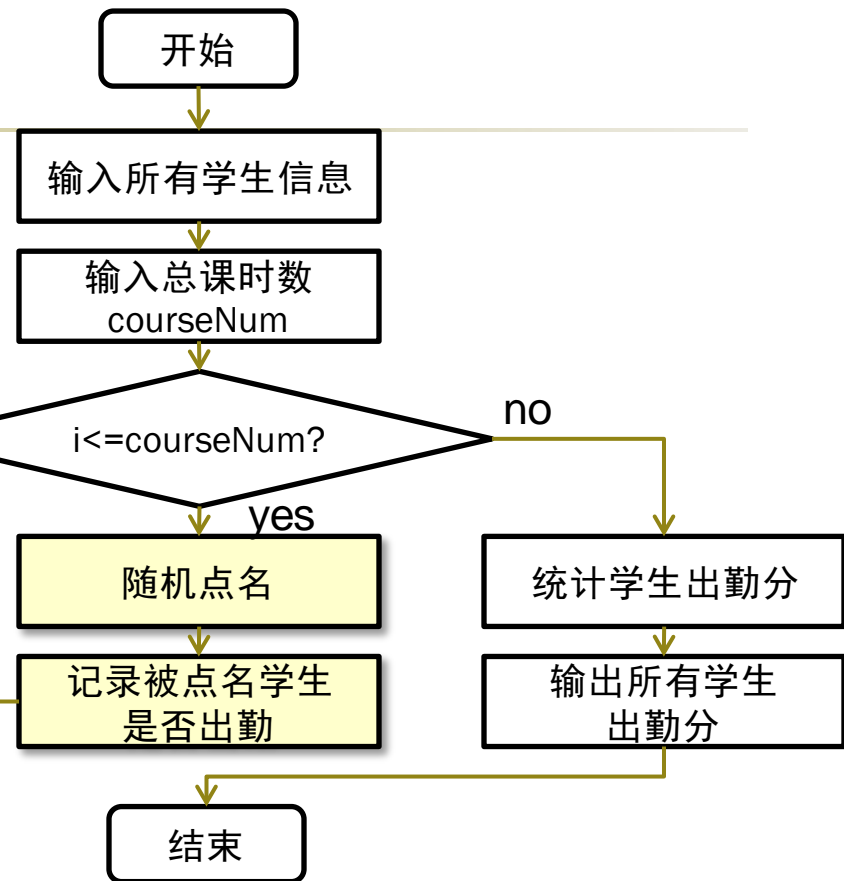 开始
输入所有学生信息
输入总课时数
courseNum
i<=courseNum?
no
yes
随机点名
统计学生出勤分
记录被点名学生
是否出勤
输出所有学生
出勤分
结束